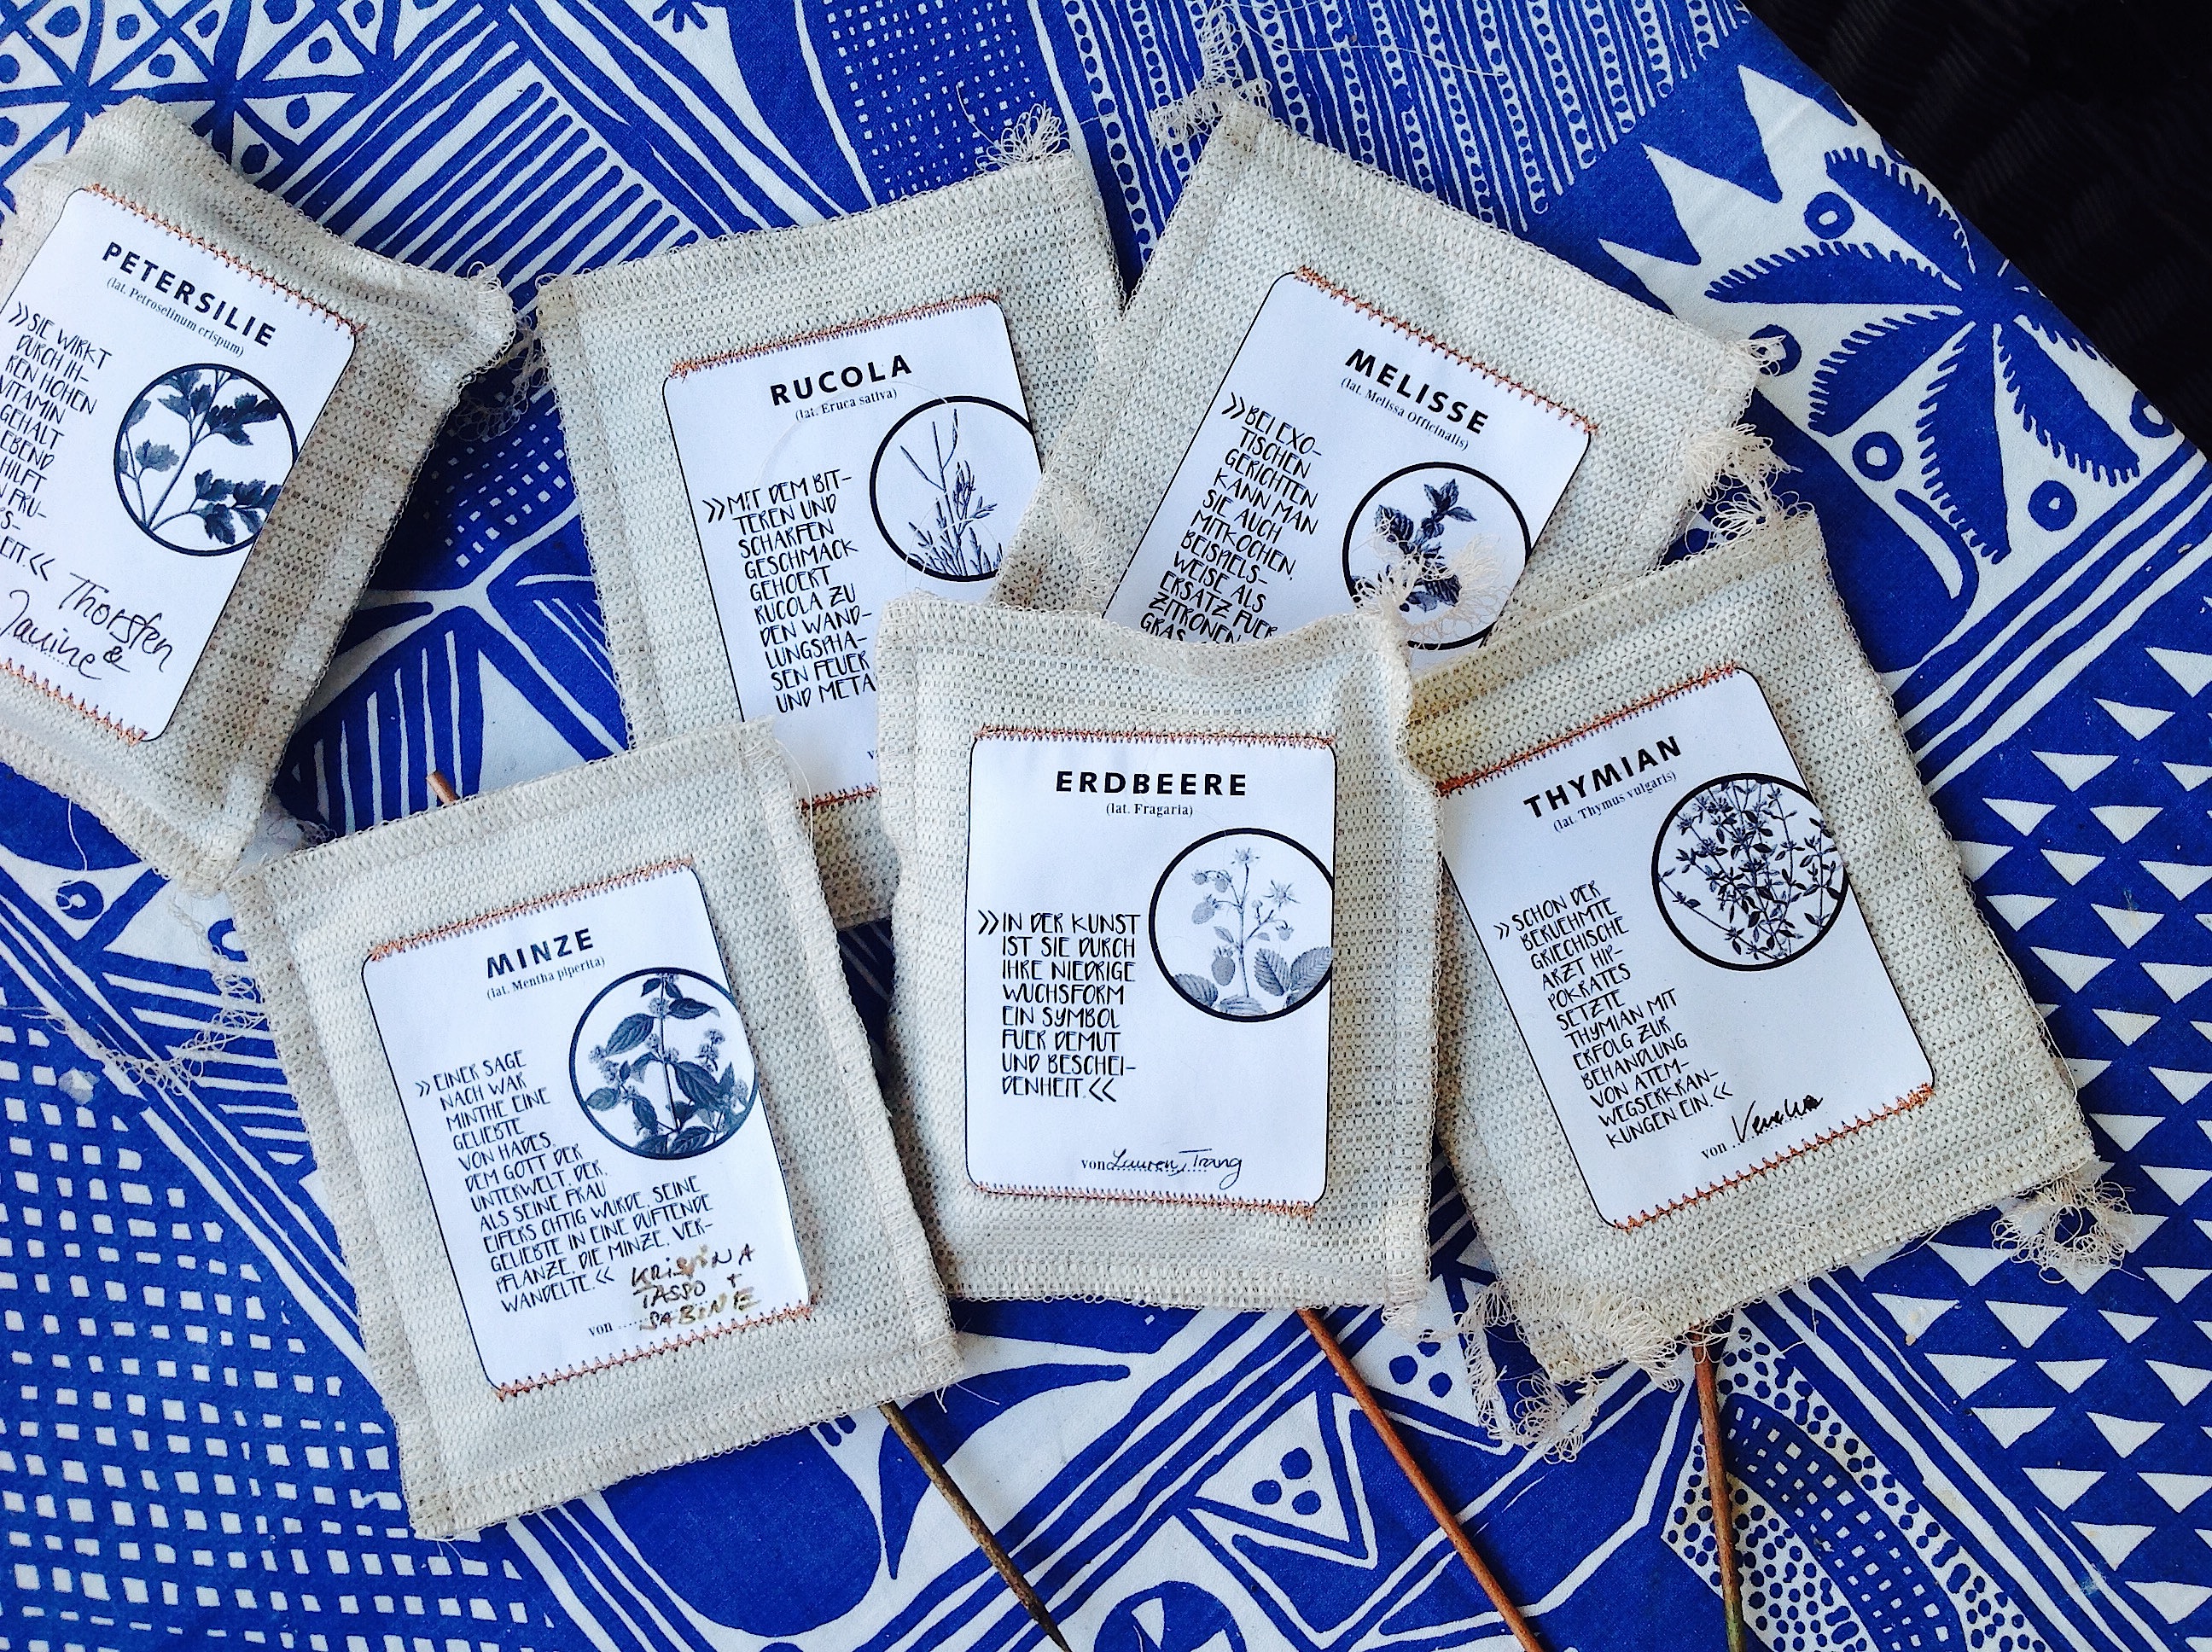 PETERSILIE
(lat. Petroselinum crispum)
»SIE WIRKT
DURCH IH-
REN HOHEN
VITAMIN
GEHALT
EBEND
HILFT
EIT.«
Thorsten
&
Janine
RUCOLA
(lat. Eruca sativa)
»MIT DEM BIT-
TEREN UND
SCHARFEN
GESCHMACK
GEHOERT
RUCOLA ZU
DEN WAND-
LUNGSPHA-
SEN FEUER
UND META
MELISSE
(lat. Melissa Officinalis)
»BEI EXO-
TISCHEN
GERICHTEN
KANN MAN
SIE AUCH
MITKOCHEN,
BEISPIELS-
WEISE ALS
ERSATZ FUER
ZITRONEN
GRAS
MINZE
(lat. Mentha piperita)
»EINER SAGE
NACH WAR
MINTHE EINE
GELIEBTE
VON HADES,
DEM GOTT DER
UNTERWELT, DER,
ALS SEINE FRAU
EIFERSCHTIG WURDE, SEINE
GELIEBTE IN EINE DUFTENDE
PFLANZE, DIE MINZE, VER-
WANDELTE.«
von
KRISTINA
TASSO +
SABINE
ERDBEERE
(lat. Fragaria)
»IN DER KUNST
IST SIE DURCH
IHRE NIEDRIGE
WUCHSFORM
EIN SYMBOL
FUER DEMUT
UND BESCHEI-
DENHEIT.«
von Lauren, Trang
THYMIAN
(lat. Thymus vulgaris)
»SCHON DER
BERUEHMTE
GRIECHISCHE
ARZT HIP-
POKRATES
SETZTE
THYMIAN MIT
ERFOLG ZUR
BEHANDLUNG
VON ATEM-
WEGSERKRAN-
KUNGEN EIN.«
von